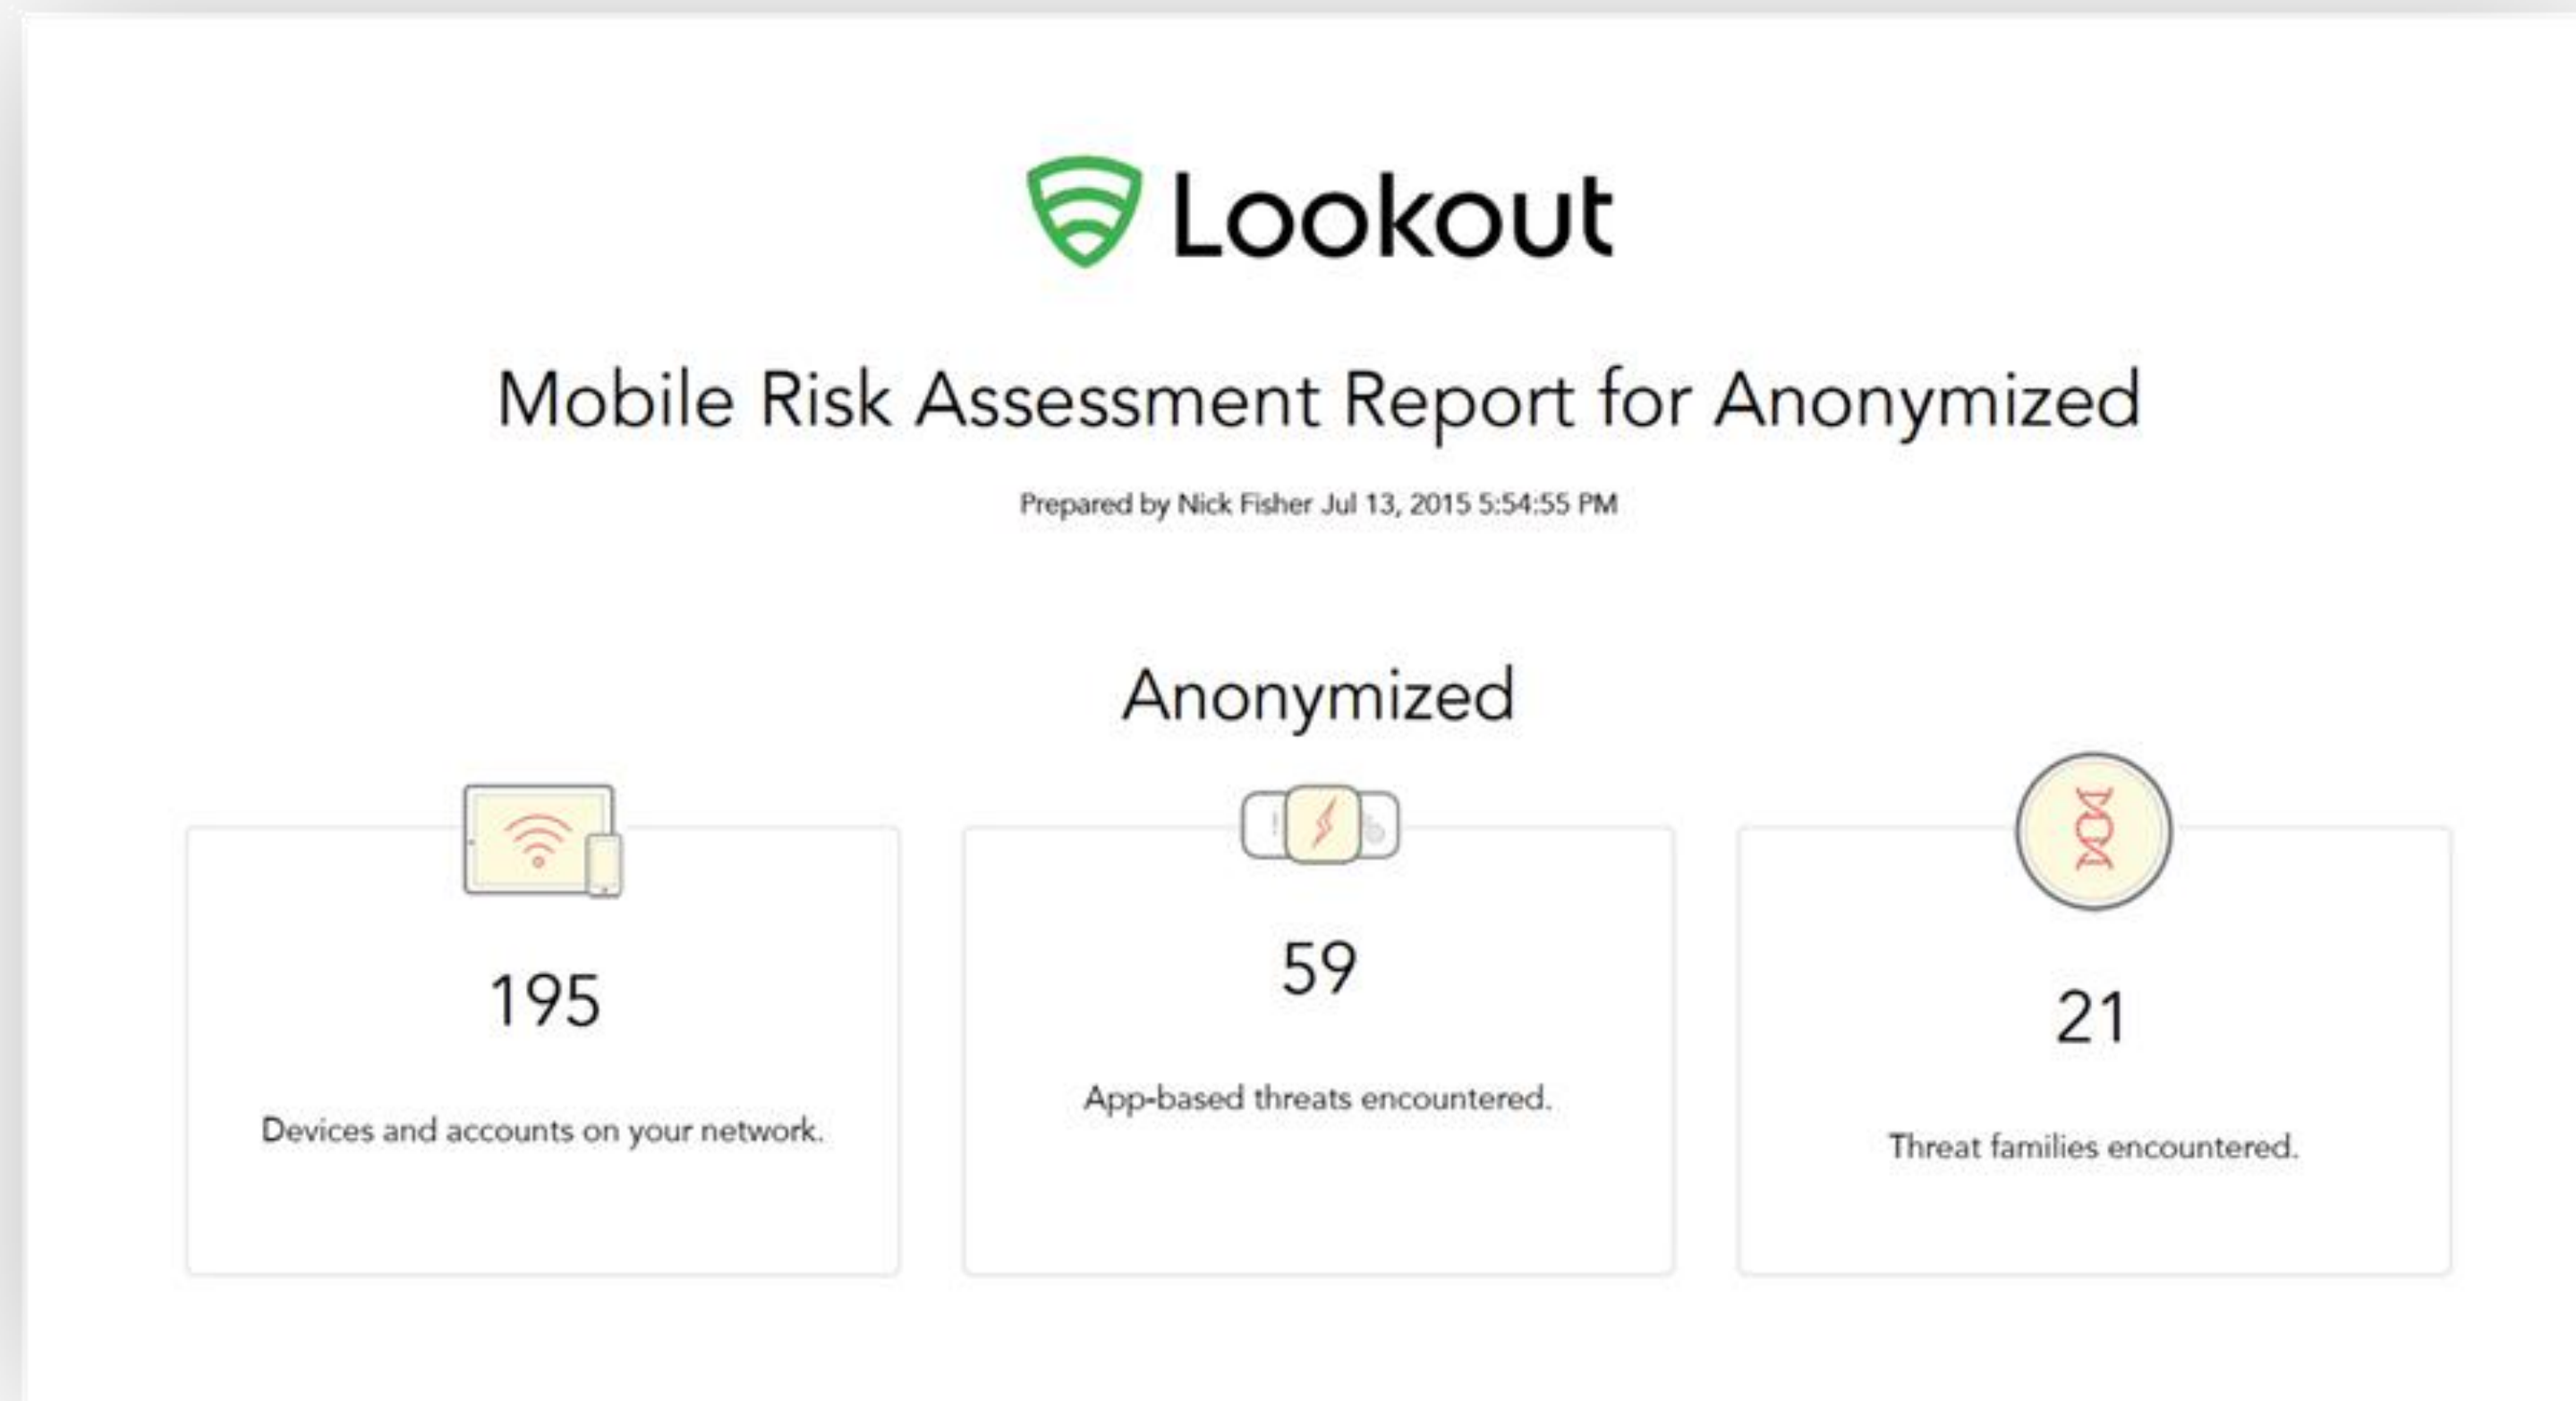 Lookout
Mobile Risk Assessment Report for Anonymized
Prepared by Nick Fisher Jul 13, 2015 5:54:55 PM
Anonymized
195
Devices and accounts on your network.
59
App-based threats encountered.
21
Threat families encountered.